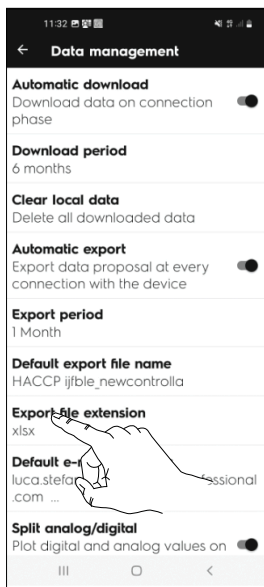 11:32
Data management
Automatic download
Download data on connection
phase
Download period
6 months
Clear local data
Delete all downloaded data
Automatic export
Export data proposal at every
connection with the device
Export period
1 Month
Default export file name
HACCP ijfble_newcontrolla
Export file extension
xlsx
Default
.com ...
Split analog/digital
Plot digital and analog values on